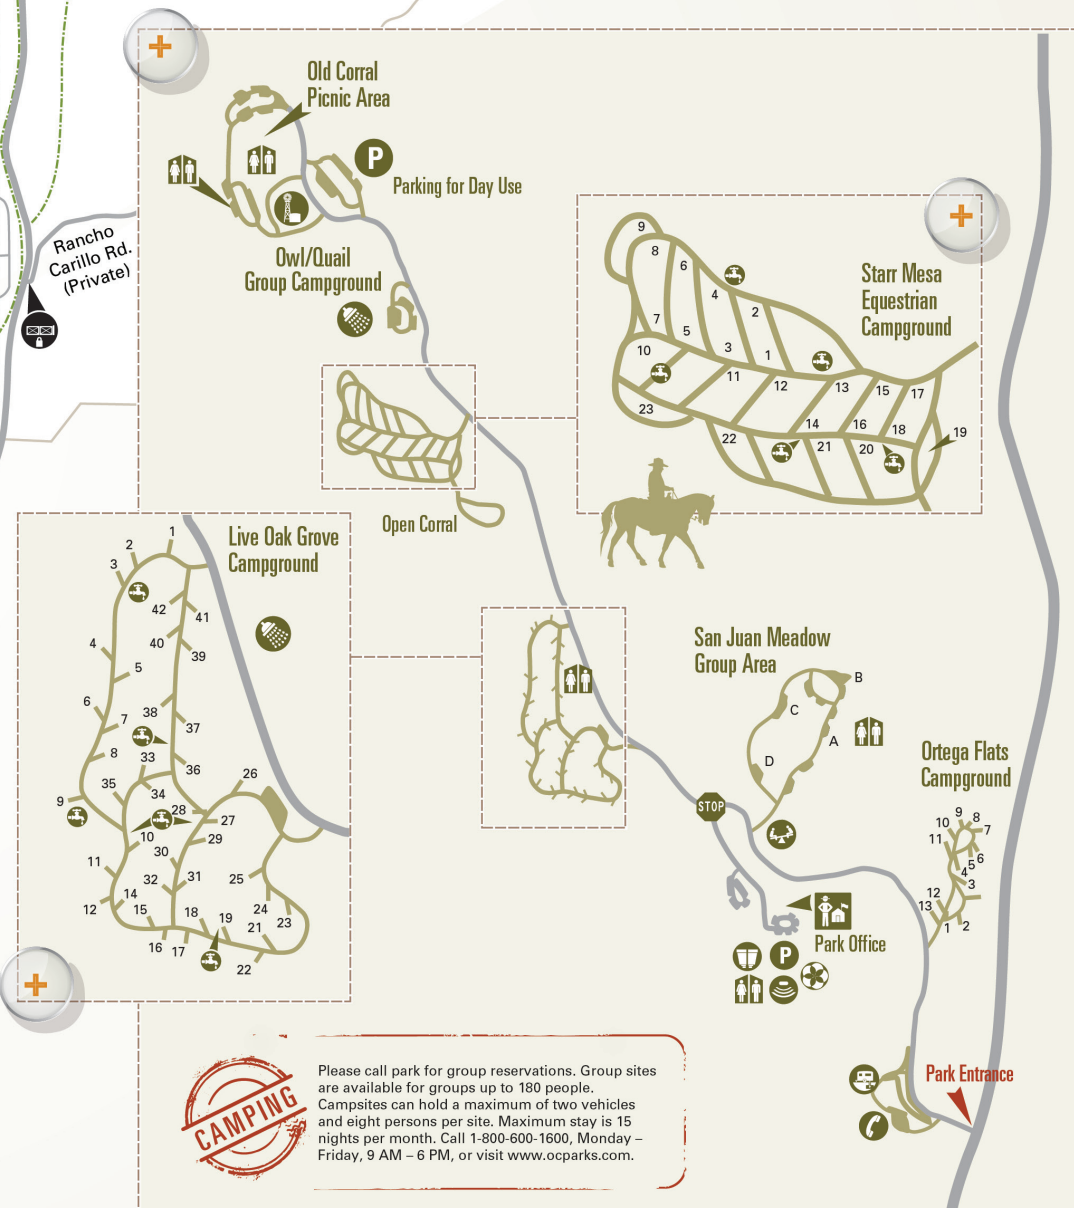 Old Corral
Picnic Area
P
Parking for Day Use
Rancho
Carillo Rd.
(Private)
Owl/Quail
Group Campground
Starr Mesa
Equestrian
Campground
9
8
6
4
2
7
5
3
1
10
11
12
13
15
17
23
14
16
18
19
22
21
20
Open Corral
Live Oak Grove
Campground
1
2
3
42
41
4
40
39
5
6
7
38
37
8
33
36
26
35
34
9
28
27
10
29
11
30
32
31
25
14
12
15
18
19
24
21
23
16
17
22
San Juan Meadow
Group Area
B
C
A
D
STOP
Ortega Flats
Campground
9
8
10
7
11
6
5
4
3
12
13
1
2
Park Office
P
Park Entrance
CAMPING
Please call park for group reservations. Group sites
are available for groups up to 180 people.
Campsites can hold a maximum of two vehicles
and eight persons per site. Maximum stay is 15
nights per month. Call 1-800-600-1600, Monday –
Friday, 9 AM – 6 PM, or visit www.ocparks.com.